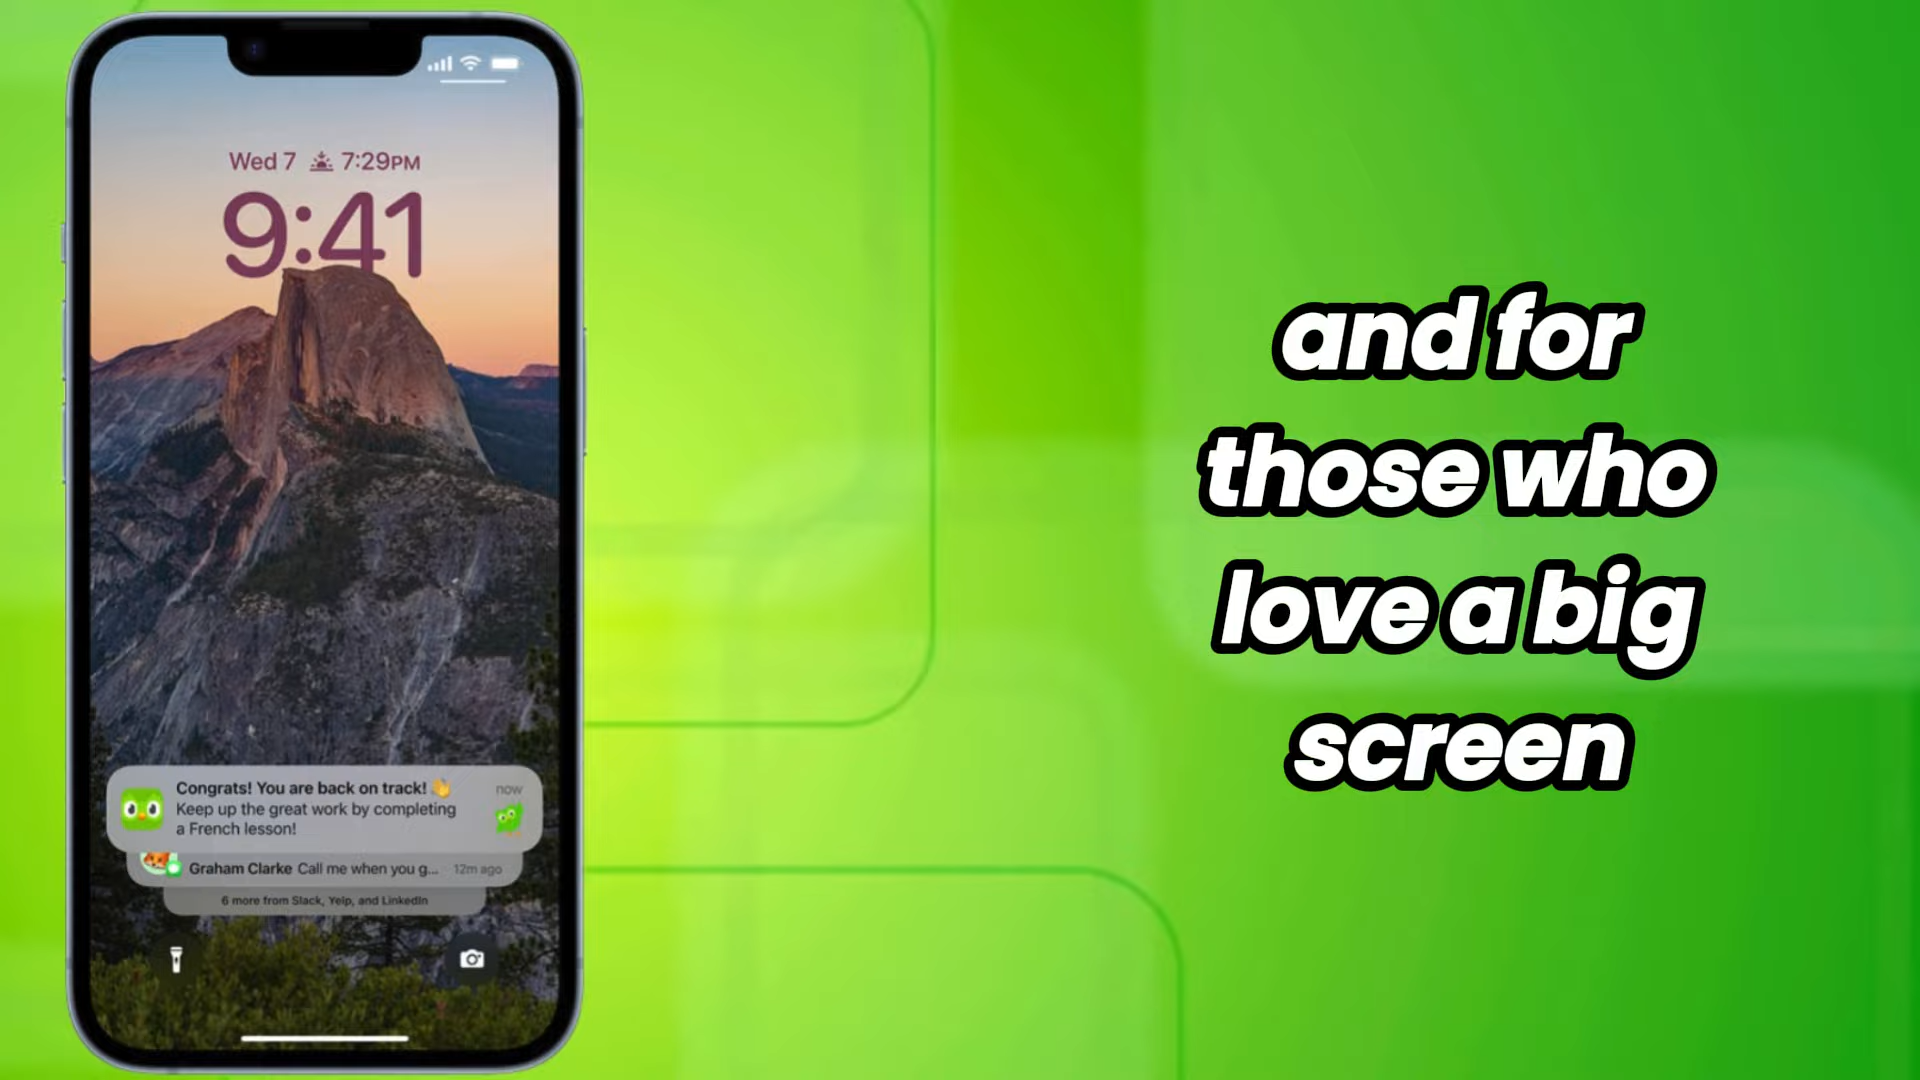 Wed 7 7:29PM
9:41
Congrats! You are back on track! 👏
now
Keep up the great work by completing
a French lesson!
Graham Clarke Call me when you g...
12m ago
6 more from Slack, Yelp, and LinkedIn
and for
those who
love a big
screen